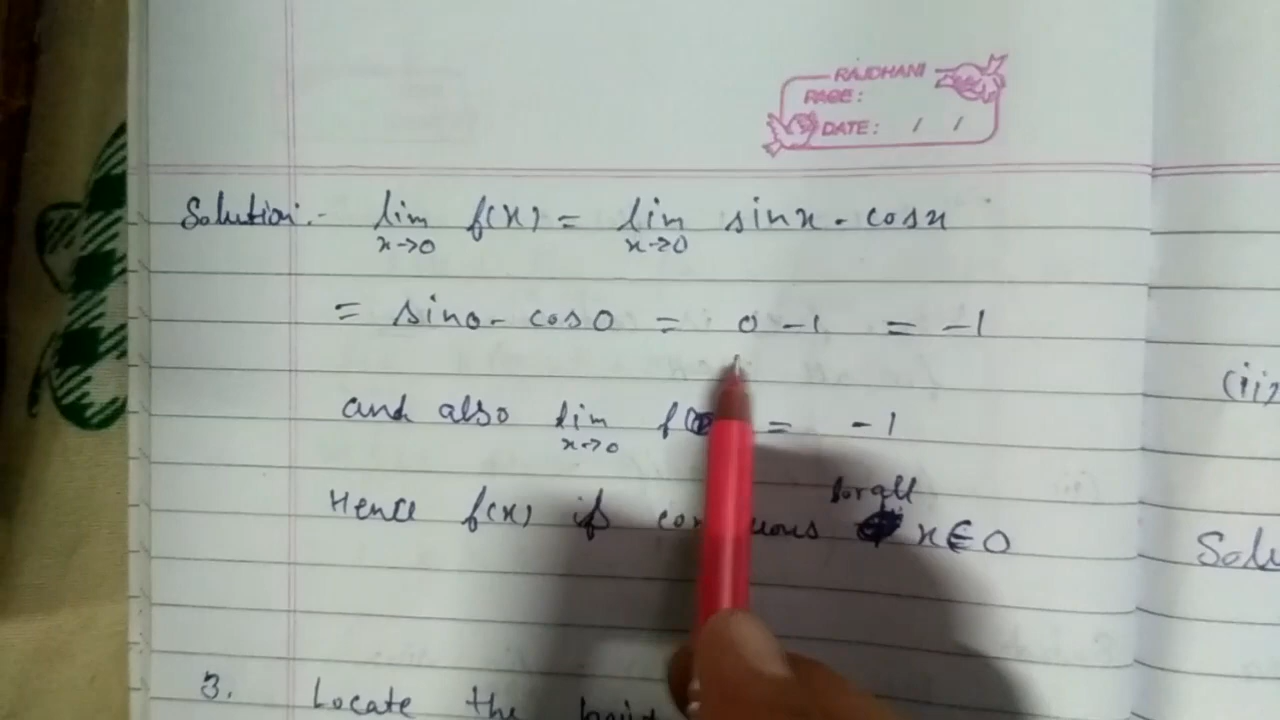 RAJDHANI
PAGE:
DATE: / /
Solution:- lim x→0 f(x) = lim x→0 sinx - cosx
= sin0 - cos0 = 0 - 1 = -1
and also lim x→0 = -1
for all
Hence f(x) is x ∈ 0
(ii)
3. Locate the